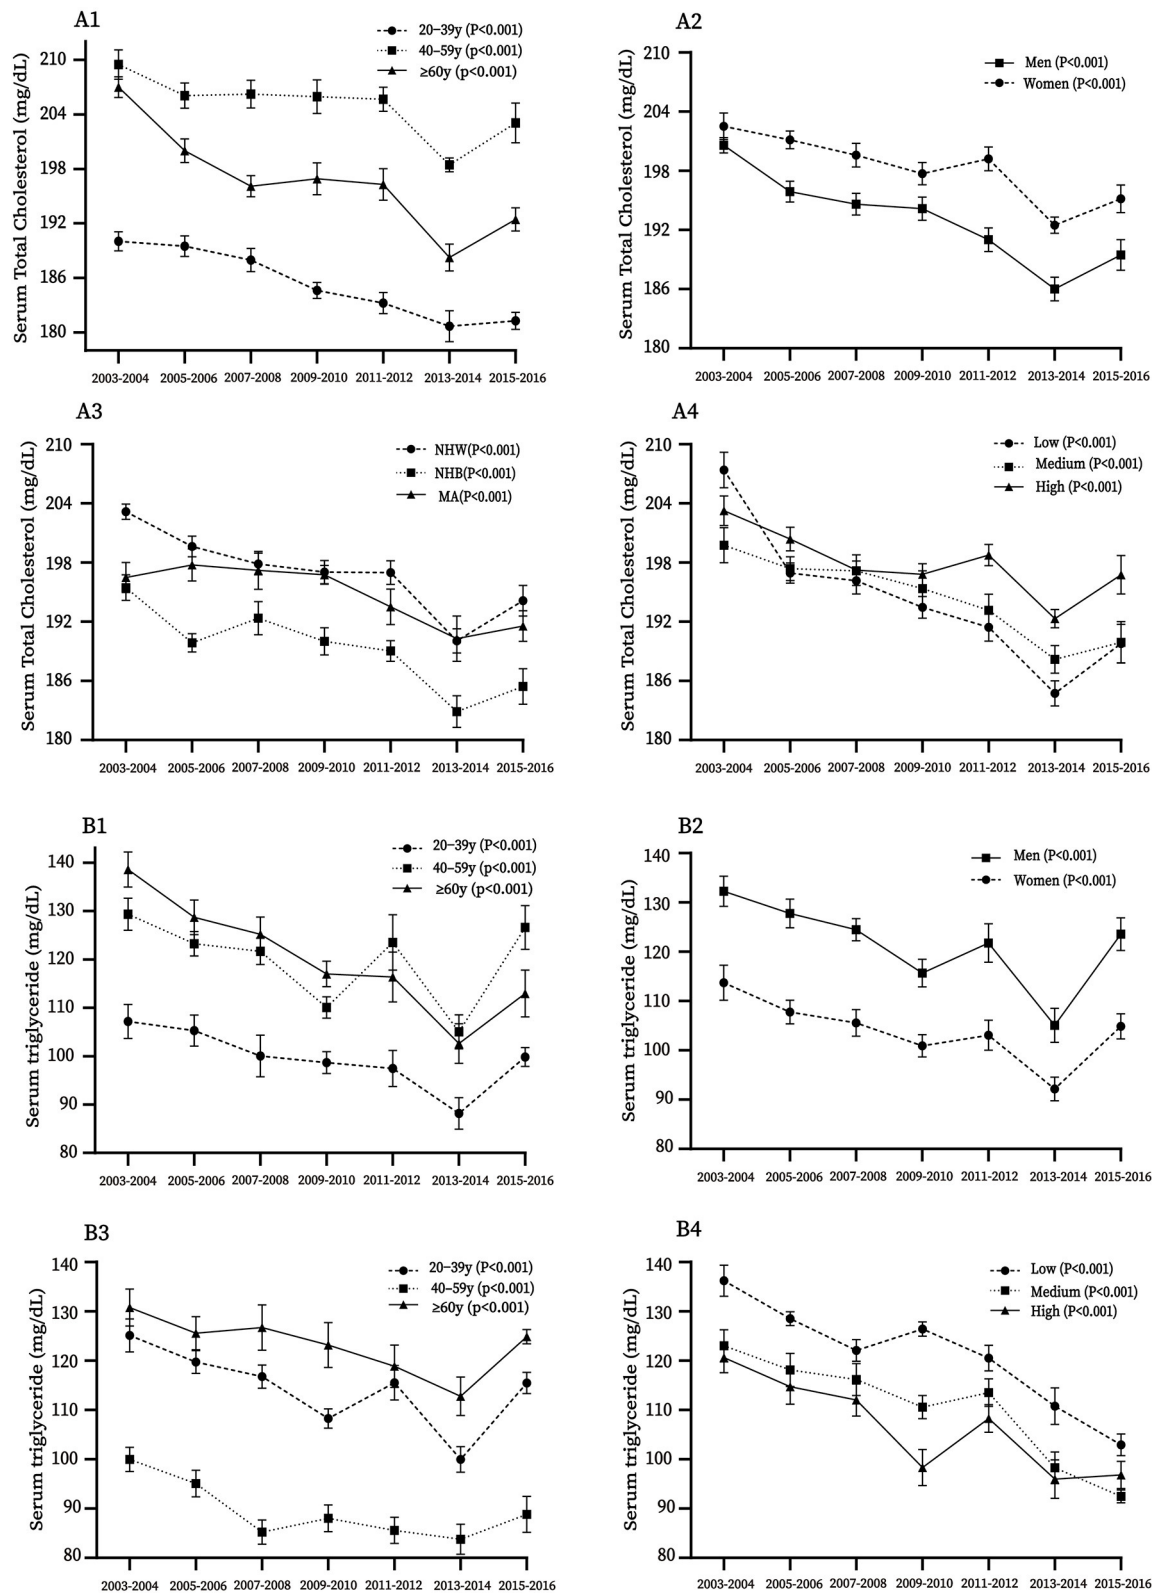 A1
20–39y (P<0.001)
40–59y (p<0.001)
≥60y (p<0.001)
Serum Total Cholesterol (mg/dL)
210
204
198
192
186
180
2003-2004 2005-2006 2007-2008 2009-2010 2011-2012 2013-2014 2015-2016
A2
Men (P<0.001)
Women (P<0.001)
Serum Total Cholesterol (mg/dL)
210
204
198
192
186
180
2003-2004 2005-2006 2007-2008 2009-2010 2011-2012 2013-2014 2015-2016
A3
NHW(P<0.001)
NHB(P<0.001)
MA(P<0.001)
Serum Total Cholesterol (mg/dL)
210
204
198
192
186
180
2003-2004 2005-2006 2007-2008 2009-2010 2011-2012 2013-2014 2015-2016
A4
Low (P<0.001)
Medium (P<0.001)
High (P<0.001)
Serum Total Cholesterol (mg/dL)
210
204
198
192
186
180
2003-2004 2005-2006 2007-2008 2009-2010 2011-2012 2013-2014 2015-2016
B1
20–39y (P<0.001)
40–59y (p<0.001)
≥60y (p<0.001)
Serum triglyceride (mg/dL)
140
130
120
110
100
90
80
2003-2004 2005-2006 2007-2008 2009-2010 2011-2012 2013-2014 2015-2016
B2
Men (P<0.001)
Women (P<0.001)
Serum triglyceride (mg/dL)
140
130
120
110
100
90
80
2003-2004 2005-2006 2007-2008 2009-2010 2011-2012 2013-2014 2015-2016
B3
20–39y (P<0.001)
40–59y (p<0.001)
≥60y (p<0.001)
Serum triglyceride (mg/dL)
140
130
120
110
100
90
80
2003-2004 2005-2006 2007-2008 2009-2010 2011-2012 2013-2014 2015-2016
B4
Low (P<0.001)
Medium (P<0.001)
High (P<0.001)
Serum triglyceride (mg/dL)
140
130
120
110
100
90
80
2003-2004 2005-2006 2007-2008 2009-2010 2011-2012 2013-2014 2015-2016